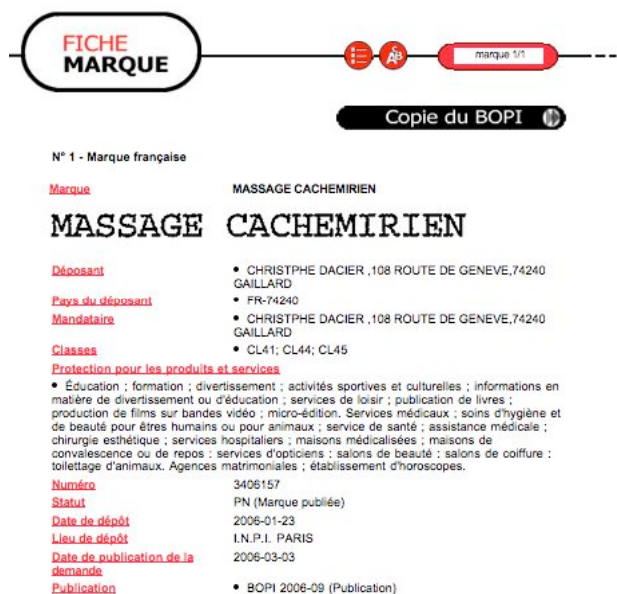 FICHE
MARQUE
marque 1/1
Copie du BOPI
N° 1 - Marque française
Marque MASSAGE CACHEMIRIEN
MASSAGE CACHEMIRIEN
Déposant • CHRISTPHE DACIER ,108 ROUTE DE GENEVE,74240
GAILLARD
Pays du déposant • FR-74240
Mandataire • CHRISTPHE DACIER ,108 ROUTE DE GENEVE,74240
GAILLARD
Classes • CL41; CL44; CL45
Protection pour les produits et services
• Éducation ; formation ; divertissement ; activités sportives et culturelles ; informations en
matière de divertissement ou d'éducation ; services de loisir ; publication de livres ;
production de films sur bandes vidéo ; micro-édition. Services médicaux ; soins d'hygiène et
de beauté pour êtres humains ou pour animaux ; service de santé ; assistance médicale ;
chirurgie esthétique ; services hospitaliers ; maisons médicalisées ; maisons de
convalescence ou de repos : services d'opticiens : salons de beauté : salons de coiffure :
toilettage d'animaux. Agences matrimoniales ; établissement d'horoscopes.
Numéro 3406157
Statut PN (Marque publiée)
Date de dépôt 2006-01-23
Lieu de dépôt I.N.P.I. PARIS
Date de publication de la 2006-03-03
demande
Publication • BOPI 2006-09 (Publication)